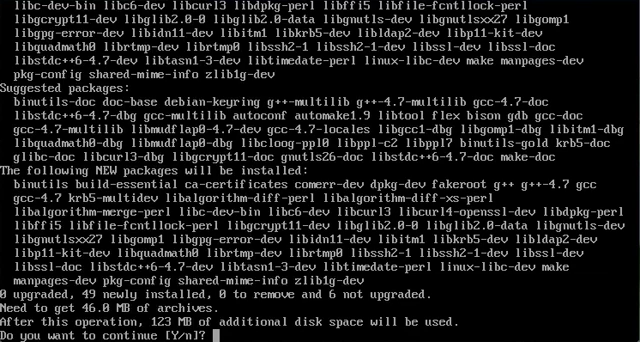 libc-dev-bin libc6-dev libcurl3 libdpkg-perl libffi5 libfile-fcntllock-perl
libgcrypt11-dev libglib2.0-0 libglib2.0-data libgnutls-dev libgnutlsxx27 libgomp1
libgpg-error-dev libidn11-dev libitm1 libkrb5-dev libldap2-dev libp11-kit-dev
libquadmath0 librtmp-dev librtmp0 libssh2-1 libssh2-1-dev libssl-dev libssl-doc
libstdc++6-4.7-dev libtasn1-3-dev libtimedate-perl linux-libc-dev make manpages-dev
pkg-config shared-mime-info zlib1g-dev
Suggested packages:
binutils-doc doc-base debian-keyring g++-multilib g++-4.7-multilib gcc-4.7-doc
libstdc++6-4.7-dbg gcc-multilib autoconf automake1.9 libtool flex bison gdb gcc-doc
gcc-4.7-multilib libmudflap0-4.7-dev gcc-4.7-locales libgcc1-dbg libgomp1-dbg libitm1-dbg
libquadmath0-dbg libmudflap0-dbg libcloog-ppl0 libppl-c2 libppl7 binutils-gold krb5-doc
glibc-doc libcurl3-dbg libgcrypt11-doc gnutls26-doc libstdc++6-4.7-doc make-doc
The following NEW packages will be installed:
binutils build-essential ca-certificates comerr-dev dpkg-dev fakeroot g++ g++-4.7 gcc
gcc-4.7 krb5-multidev libalgorithm-diff-perl libalgorithm-diff-xs-perl
libalgorithm-merge-perl libc-dev-bin libc6-dev libcurl3 libcurl4-openssl-dev libdpkg-perl
libffi5 libfile-fcntllock-perl libgcrypt11-dev libglib2.0-0 libglib2.0-data libgnutls-dev
libgnutlsxx27 libgomp1 libgpg-error-dev libidn11-dev libitm1 libkrb5-dev libldap2-dev
libp11-kit-dev libquadmath0 librtmp-dev librtmp0 libssh2-1 libssh2-1-dev libssl-dev
libssl-doc libstdc++6-4.7-dev libtasn1-3-dev libtimedate-perl linux-libc-dev make
manpages-dev pkg-config shared-mime-info zlib1g-dev
0 upgraded, 49 newly installed, 0 to remove and 6 not upgraded.
Need to get 46.0 MB of archives.
After this operation, 123 MB of additional disk space will be used.
Do you want to continue [Y/n]?